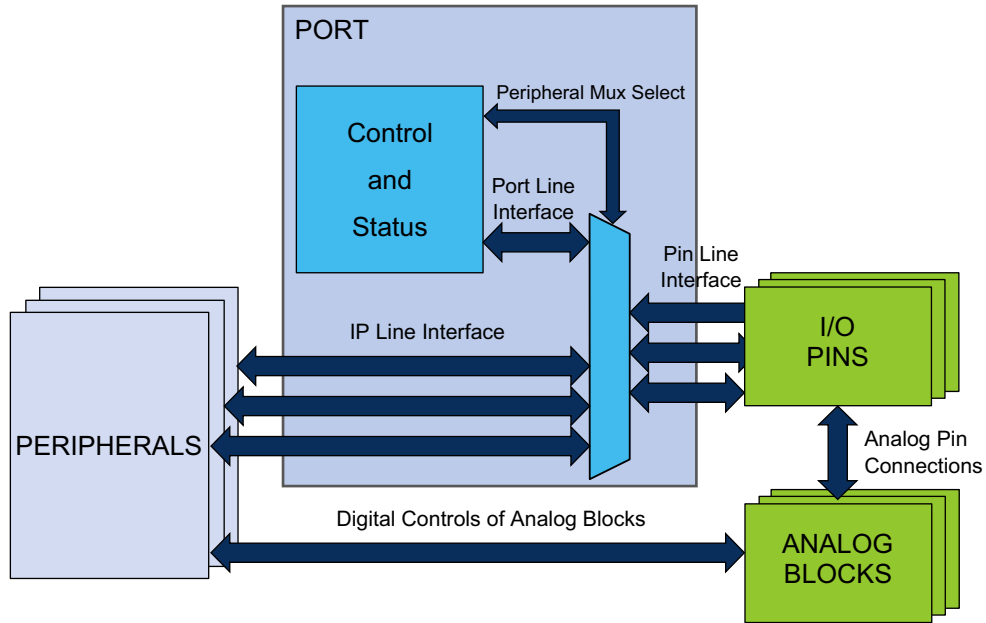 PORT
Peripheral Mux Select
Control
and
Status
Port Line
Interface
Pin Line
Interface
IP Line Interface
I/O
PINS
PERIPHERALS
Analog Pin
Connections
Digital Controls of Analog Blocks
ANALOG
BLOCKS